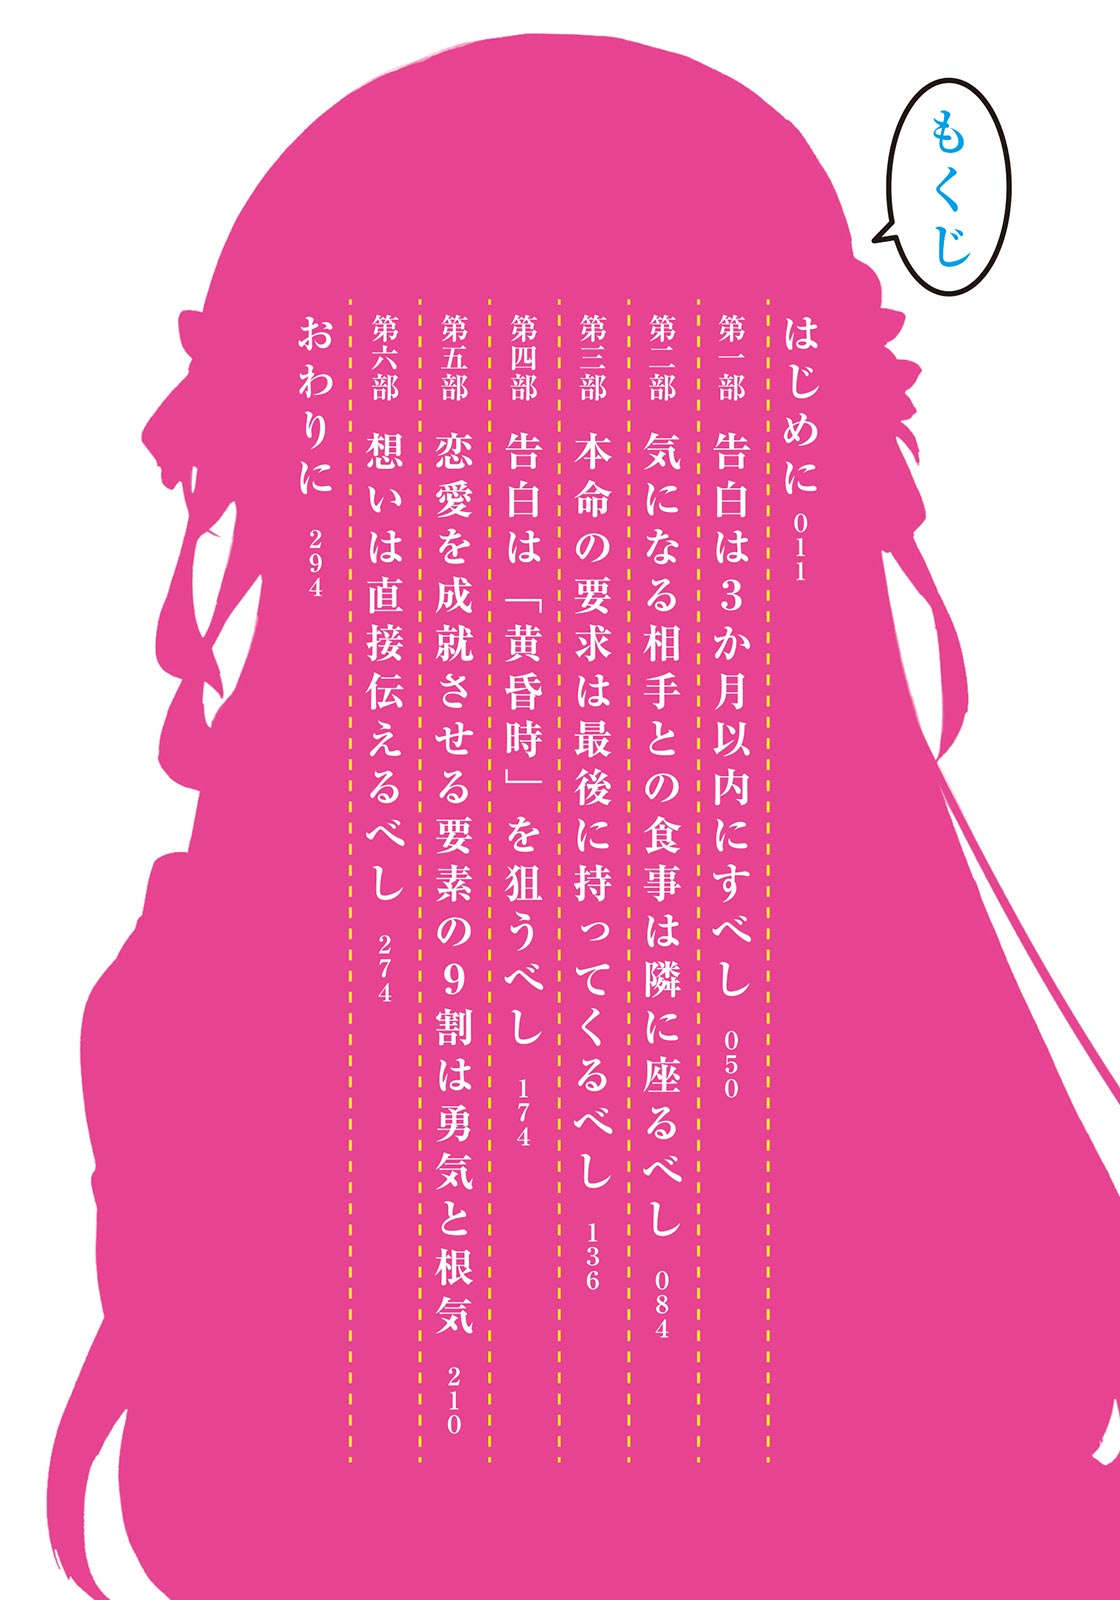 もくじ
はじめに 011
第一部 告白は3か月以内にすべし 050
第二部 気になる相手との食事は隣に座るべし 084
第三部 本命の要求は最後に持ってくるべし 136
第四部 告白は「黄昏時」を狙うべし 174
第五部 恋愛を成就させる要素の9割は勇気と根気 210
第六部 想いは直接伝えるべし 274
おわりに 294